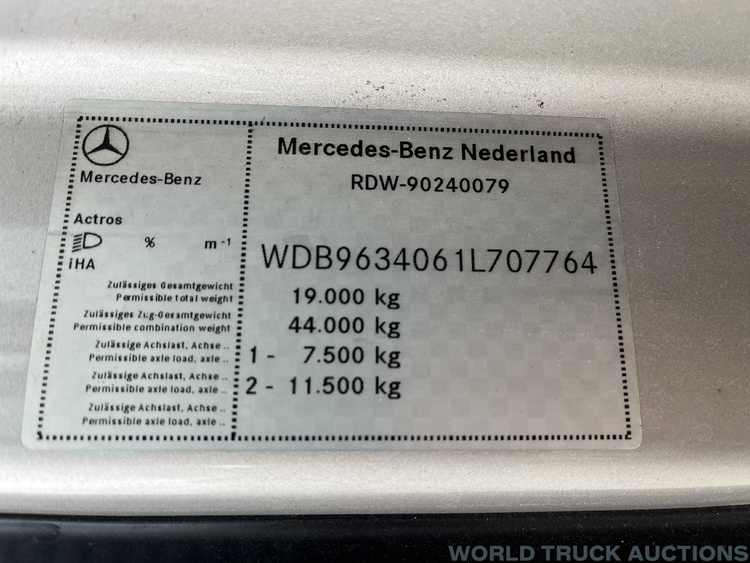 Mercedes-Benz
Actros
% m-1
iHA
Mercedes-Benz Nederland
RDW-90240079
WDB9634061L707764
Zulässiges Gesamtgewicht
Permissible total weight
19.000 kg
Zulässiges Zug-Gesamtgewicht
Permissible combination weight
44.000 kg
Zulässige Achslast, Achse ..
Permissible axle load, axle ..
1 - 7.500 kg
Zulässige Achslast, Achse ..
Permissible axle load, axle ..
2 - 11.500 kg
Zulässige Achslast, Achse ..
Permissible axle load, axle ..
WORLD TRUCK AUCTIONS